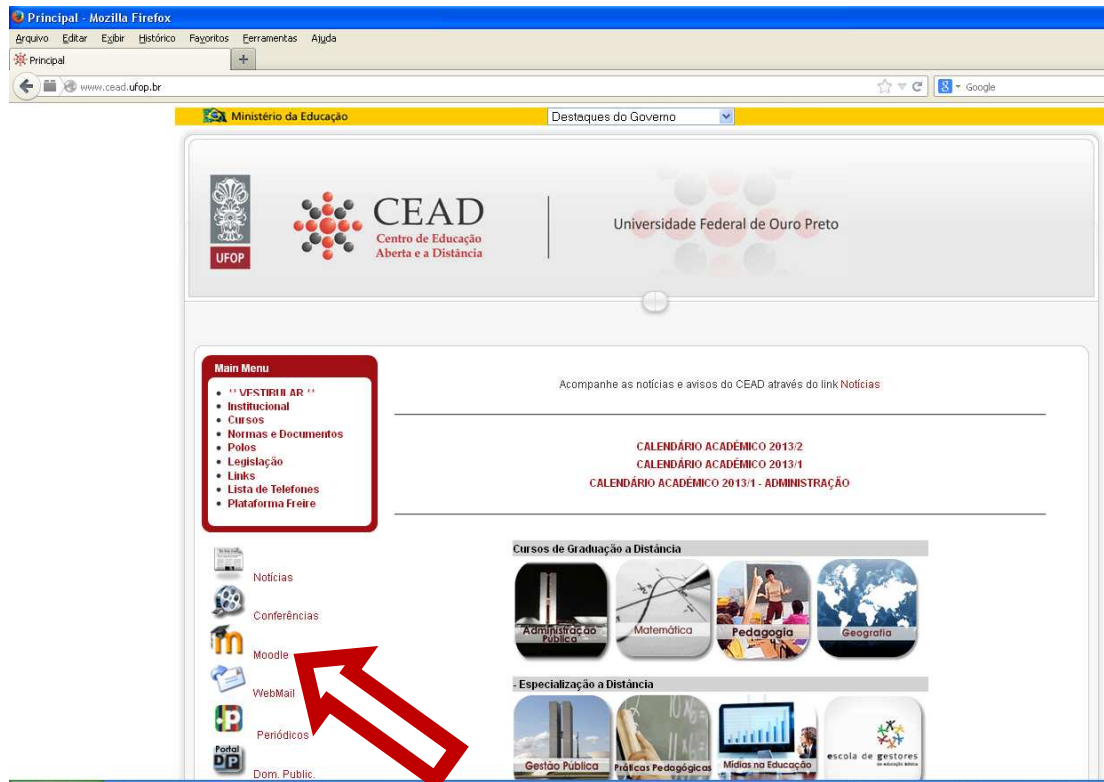 Principal - Mozilla Firefox
Arquivo Editar Exibir Histórico Favoritos Ferramentas Ajuda
Principal
+
www.cead.ufop.br
Google
Ministério da Educação
Destaques do Governo
UFOP
CEAD
Centro de Educação
Aberta e a Distância
Universidade Federal de Ouro Preto
Main Menu
'' VESTIBULAR ''
Institucional
Cursos
Normas e Documentos
Polos
Legislação
Links
Lista de Telefones
Plataforma Freire
Notícias
Conferências
Moodle
WebMail
Periódicos
Portal
DP
Dom. Public.
Acompanhe as notícias e avisos do CEAD através do link Notícias
CALENDÁRIO ACADÊMICO 2013/2
CALENDÁRIO ACADÊMICO 2013/1
CALENDÁRIO ACADÊMICO 2013/1 - ADMINISTRAÇÃO
Cursos de Graduação a Distância
Administração
Pública
Matemática
Pedagogia
Geografia
- Especialização a Distância
Gestão Pública
Práticas Pedagógicas
Mídias na Educação
escola de gestores